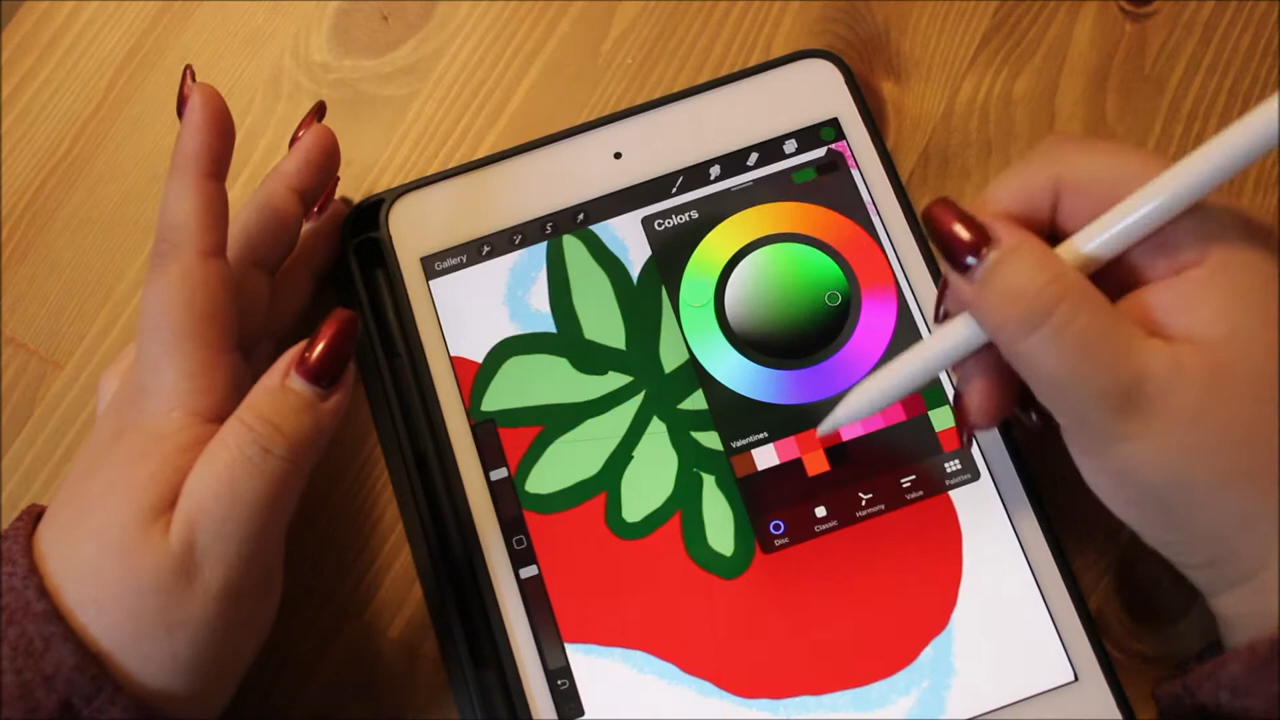 Gallery
Colors
Valentines
Disc
Classic
Harmony
Value
Palettes